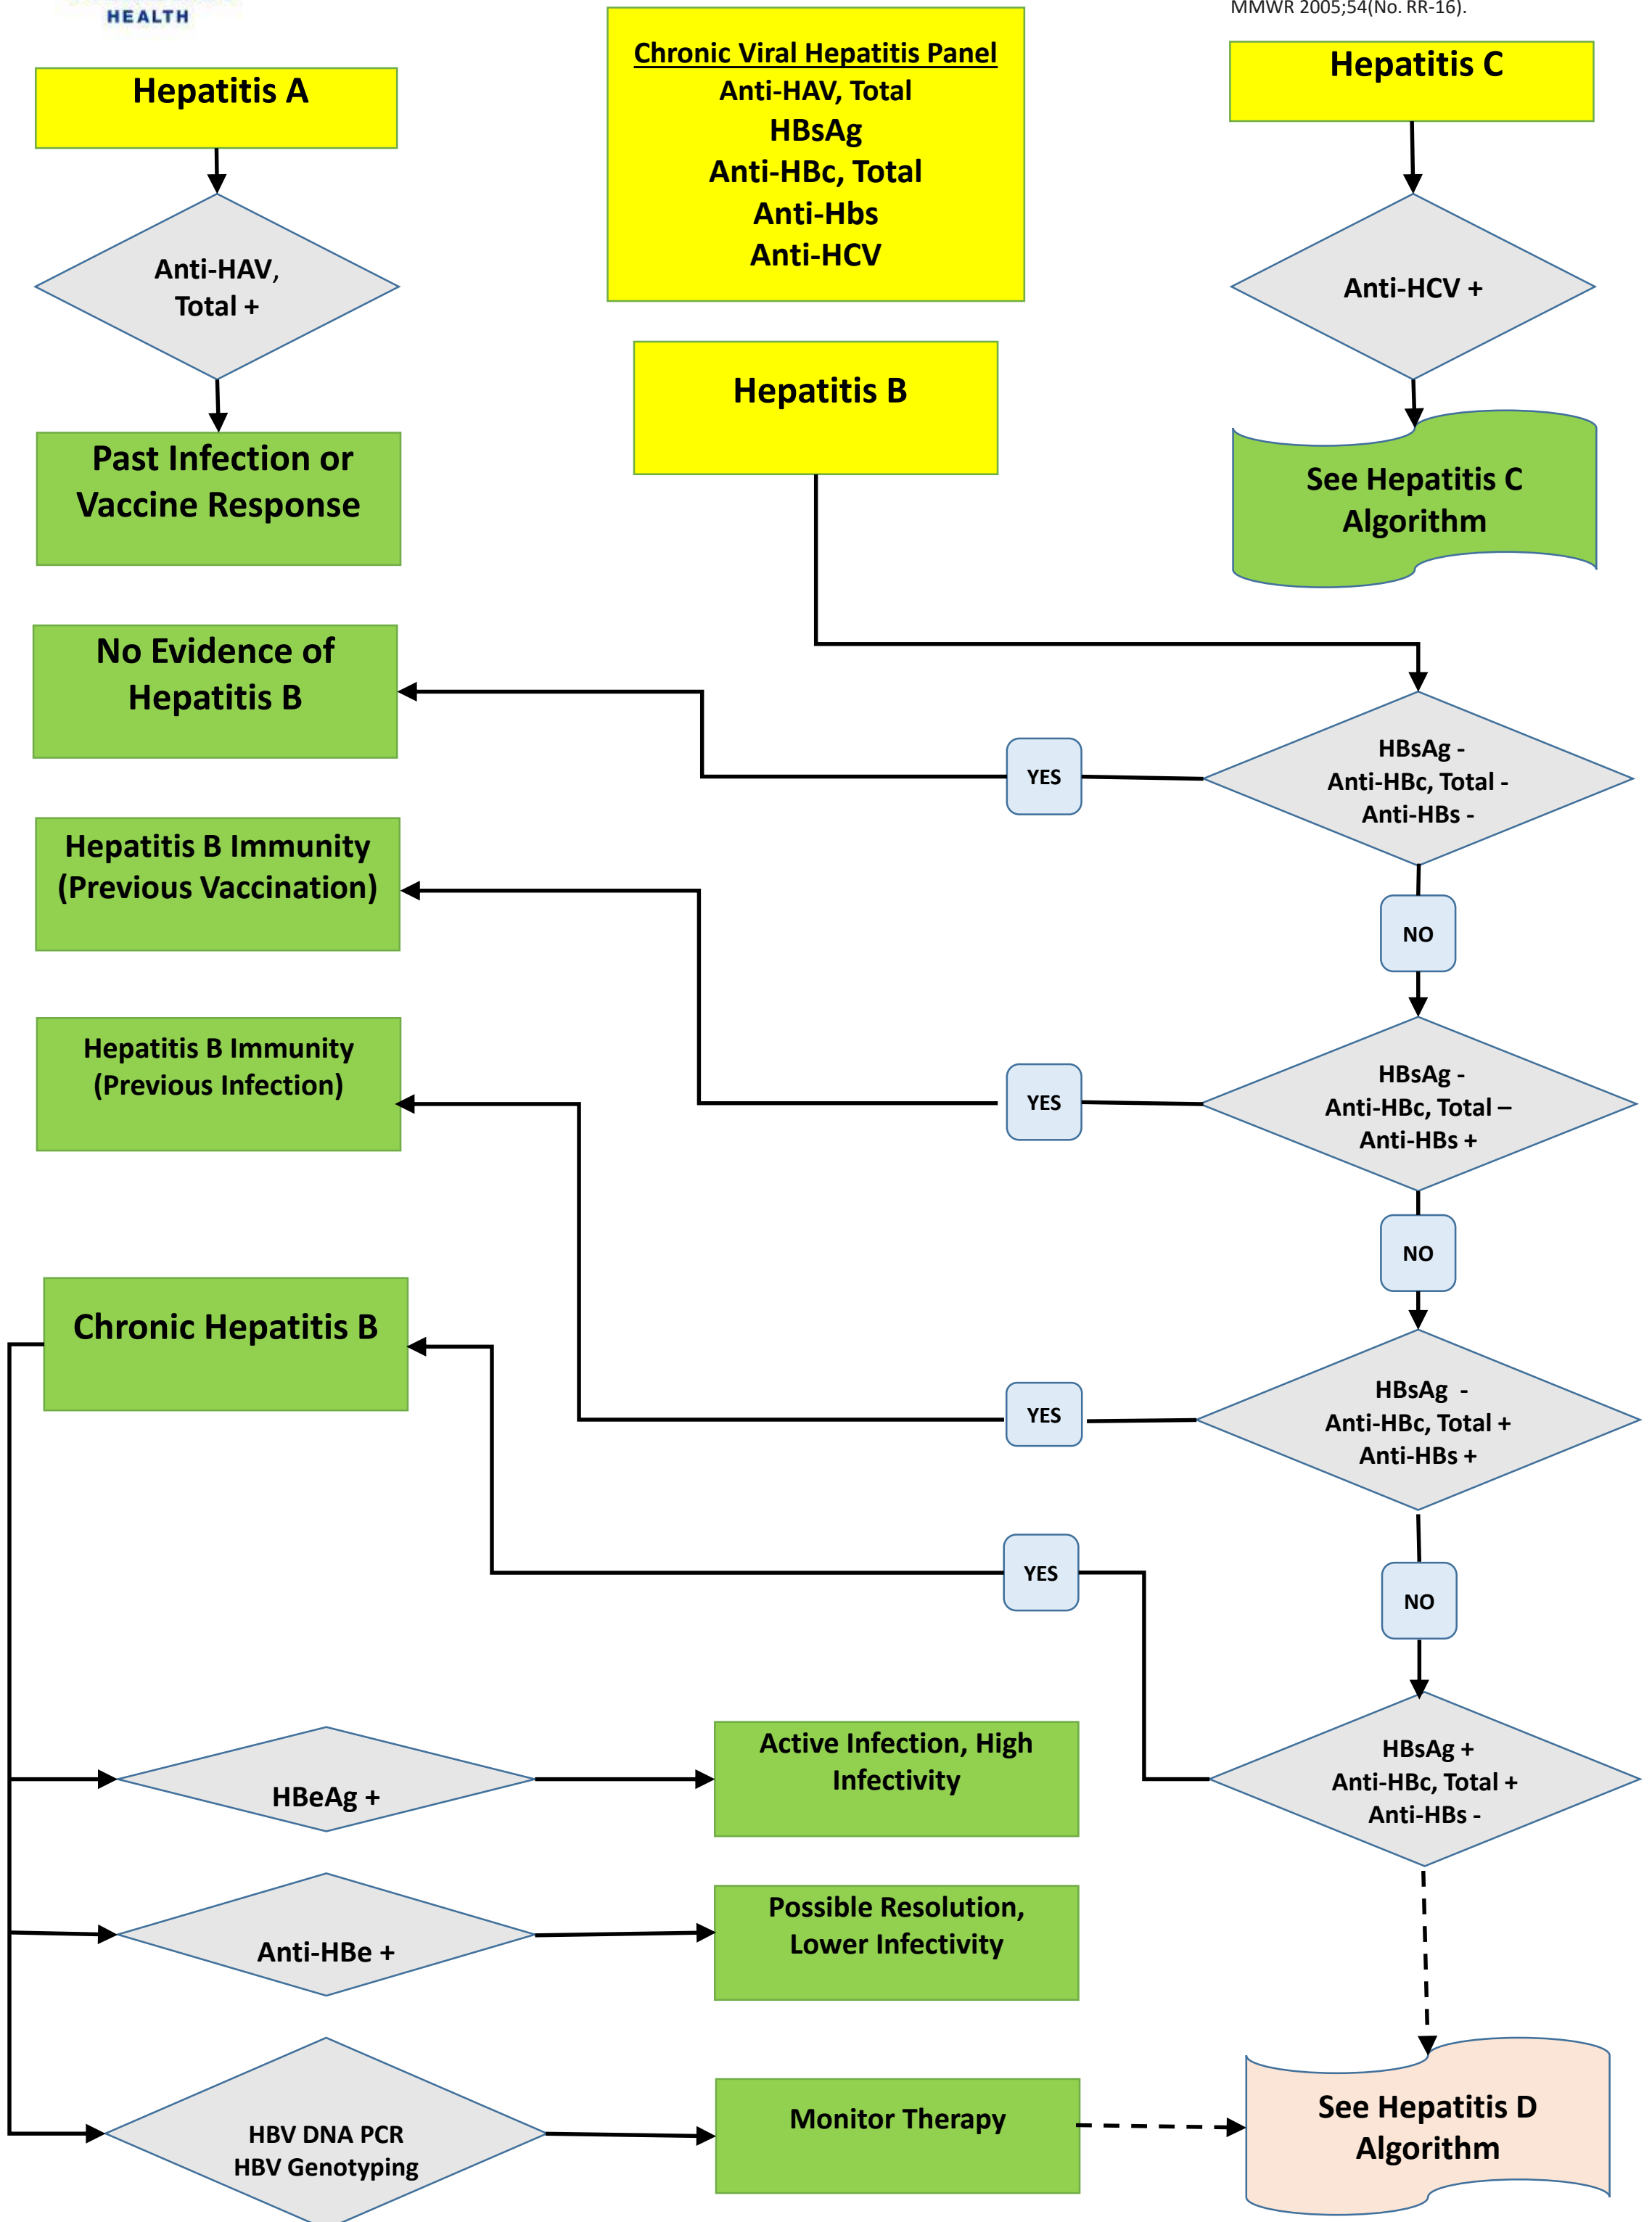 HEALTH
MMWR 2005;54(No. RR-16).
Hepatitis A
Chronic Viral Hepatitis Panel
Anti-HAV, Total
HBsAg
Anti-HBc, Total
Anti-Hbs
Anti-HCV
Hepatitis C
Anti-HAV,
Total +
Anti-HCV +
Hepatitis B
Past Infection or
Vaccine Response
See Hepatitis C
Algorithm
No Evidence of
Hepatitis B
YES
HBsAg -
Anti-HBc, Total -
Anti-HBs -
Hepatitis B Immunity
(Previous Vaccination)
NO
Hepatitis B Immunity
(Previous Infection)
YES
HBsAg -
Anti-HBc, Total –
Anti-HBs +
NO
Chronic Hepatitis B
YES
HBsAg -
Anti-HBc, Total +
Anti-HBs +
YES
NO
HBeAg +
Active Infection, High
Infectivity
HBsAg +
Anti-HBc, Total +
Anti-HBs -
Anti-HBe +
Possible Resolution,
Lower Infectivity
HBV DNA PCR
HBV Genotyping
Monitor Therapy
See Hepatitis D
Algorithm